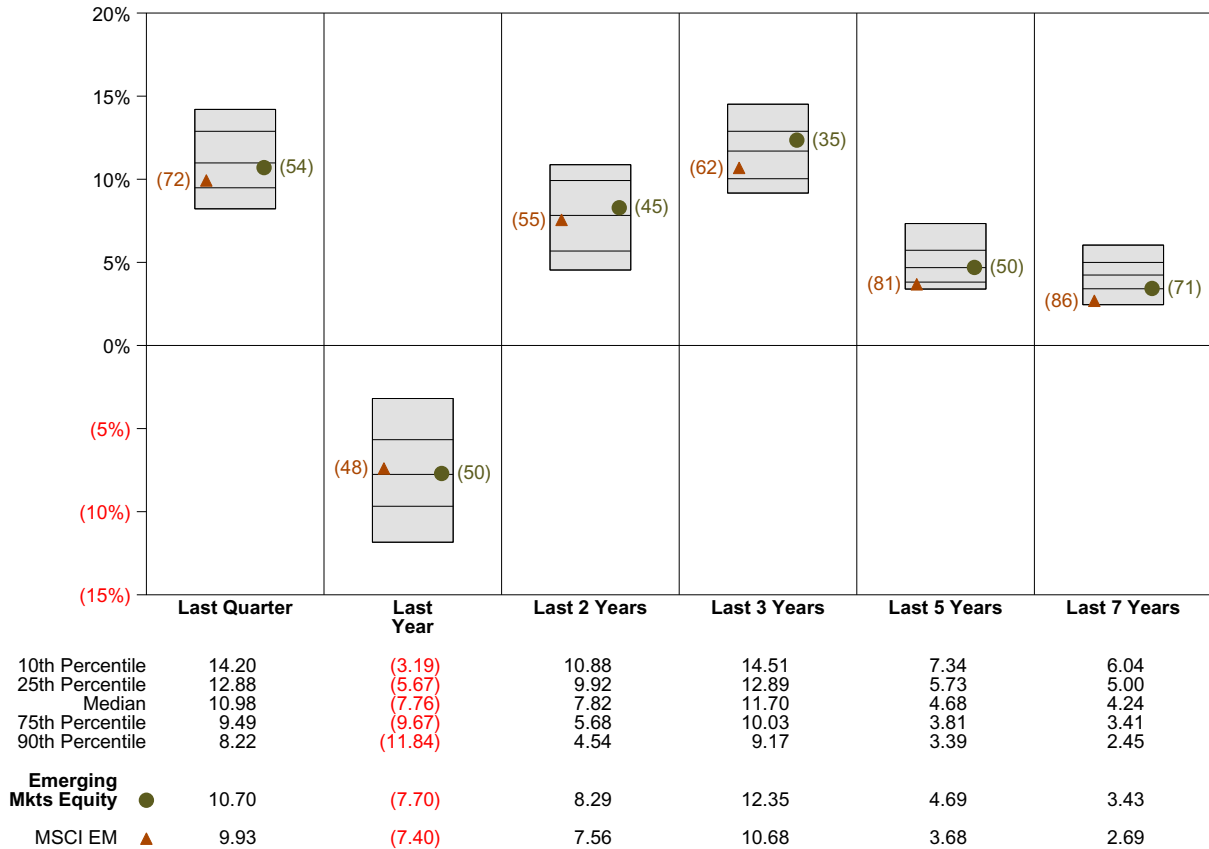 20%
15%
10%
5%
0%
(5%)
(10%)
(15%)
(72) (54)
(48) (50)
(55) (45)
(62) (35)
(81) (50)
(86) (71)
Last Quarter Last Year Last 2 Years Last 3 Years Last 5 Years Last 7 Years
10th Percentile 14.20 (3.19) 10.88 14.51 7.34 6.04
25th Percentile 12.88 (5.67) 9.92 12.89 5.73 5.00
Median 10.98 (7.76) 7.82 11.70 4.68 4.24
75th Percentile 9.49 (9.67) 5.68 10.03 3.81 3.41
90th Percentile 8.22 (11.84) 4.54 9.17 3.39 2.45
Emerging
Mkts Equity 10.70 (7.70) 8.29 12.35 4.69 3.43
MSCI EM 9.93 (7.40) 7.56 10.68 3.68 2.69